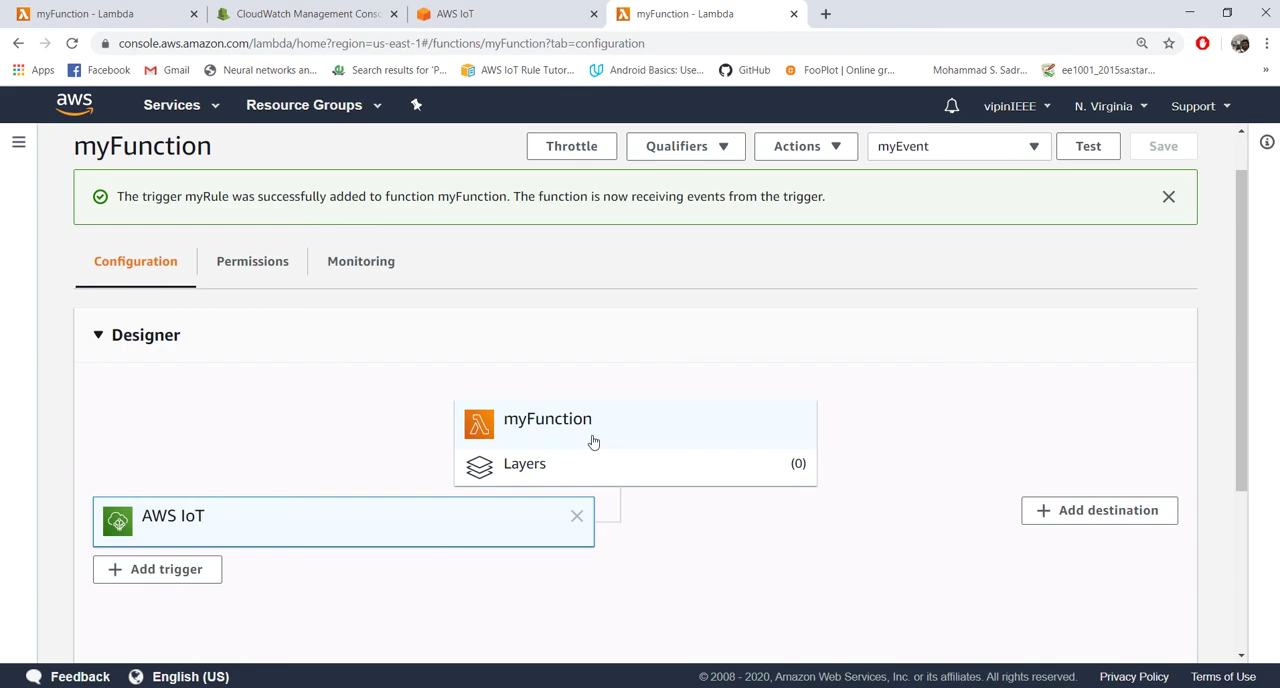 myFunction - Lambda
CloudWatch Management Consc
AWS IoT
myFunction - Lambda
console.aws.amazon.com/lambda/home?region=us-east-1#/functions/myFunction?tab=configuration
Apps
Facebook
Gmail
Neural networks an...
Search results for 'P...
AWS IoT Rule Tutor...
Android Basics: Use...
GitHub
FooPlot | Online gr...
Mohammad S. Sadr...
ee1001_2015sa:star...
aws
Services
Resource Groups
vipinIEEE
N. Virginia
Support
myFunction
Throttle
Qualifiers
Actions
myEvent
Test
Save
The trigger myRule was successfully added to function myFunction. The function is now receiving events from the trigger.
Configuration
Permissions
Monitoring
Designer
myFunction
Layers
(0)
AWS IoT
Add destination
Add trigger
Feedback
English (US)
© 2008 - 2020, Amazon Web Services, Inc. or its affiliates. All rights reserved.
Privacy Policy
Terms of Use